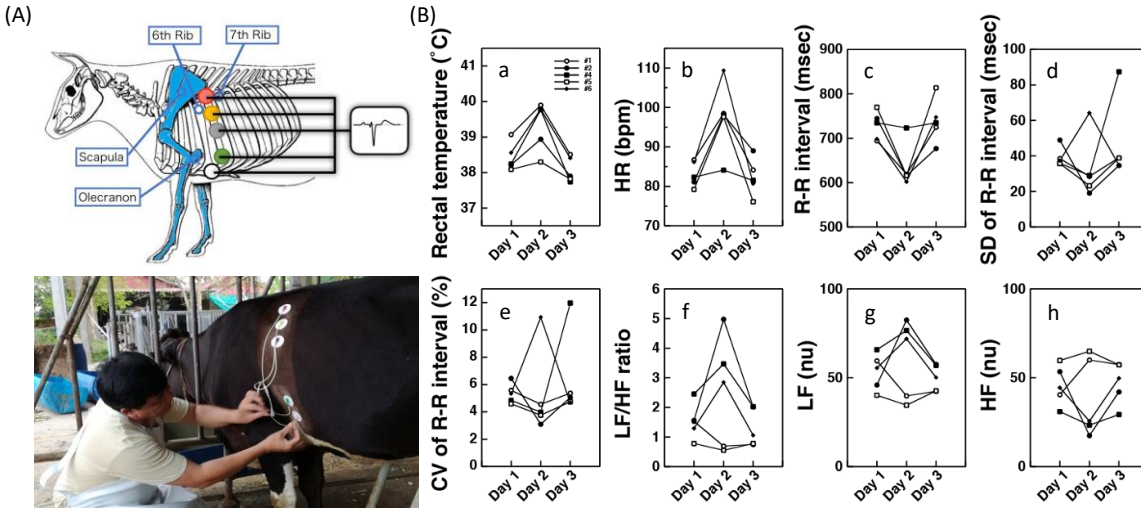 (A)
6th Rib
7th Rib
Scapula
Olecranon
(B)
Rectal temperature (°C)
41
40
39
38
37
36
a
#1
#2
#4
#5
#6
Day 1
Day 2
Day 3
HR (bpm)
110
100
90
80
70
b
Day 1
Day 2
Day 3
R-R interval (msec)
900
800
700
600
500
c
Day 1
Day 2
Day 3
SD of R-R interval (msec)
100
80
60
40
20
0
d
Day 1
Day 2
Day 3
CV of R-R interval (%)
12
10
8
6
4
2
0
e
Day 1
Day 2
Day 3
LF/HF ratio
6
5
4
3
2
1
0
f
Day 1
Day 2
Day 3
LF (nu)
100
50
0
g
Day 1
Day 2
Day 3
HF (nu)
100
50
0
h
Day 1
Day 2
Day 3